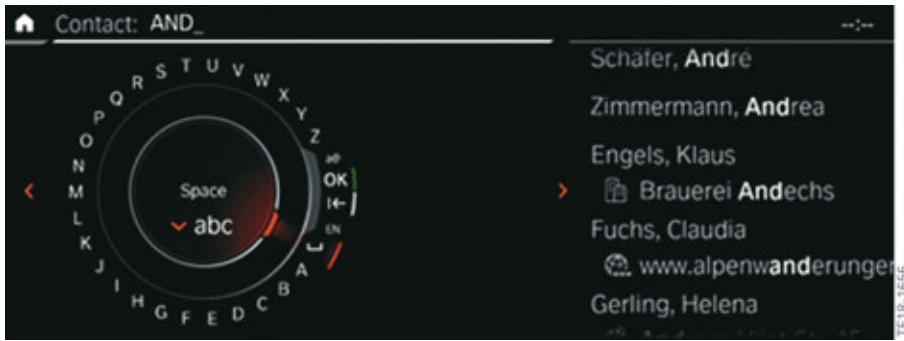 Contact: AND_
--:--
S T U V W X Y Z
R Q P O N M L K J I H G F E D C B A
a@
OK
I←
EN
Space
abc
Schäfer, André
Zimmermann, Andrea
Engels, Klaus
Brauerei Andechs
Fuchs, Claudia
www.alpenwanderunge
Gerling, Helena
TE18-1656